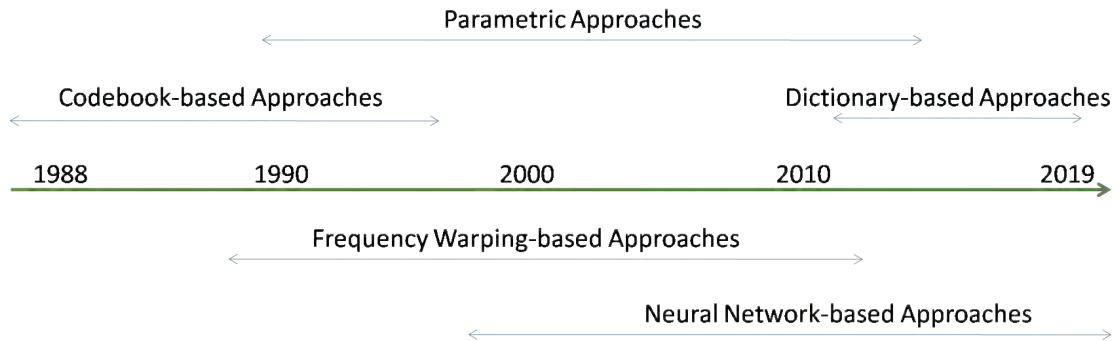 Parametric Approaches
Codebook-based Approaches
Dictionary-based Approaches
1988
1990
2000
2010
2019
Frequency Warping-based Approaches
Neural Network-based Approaches